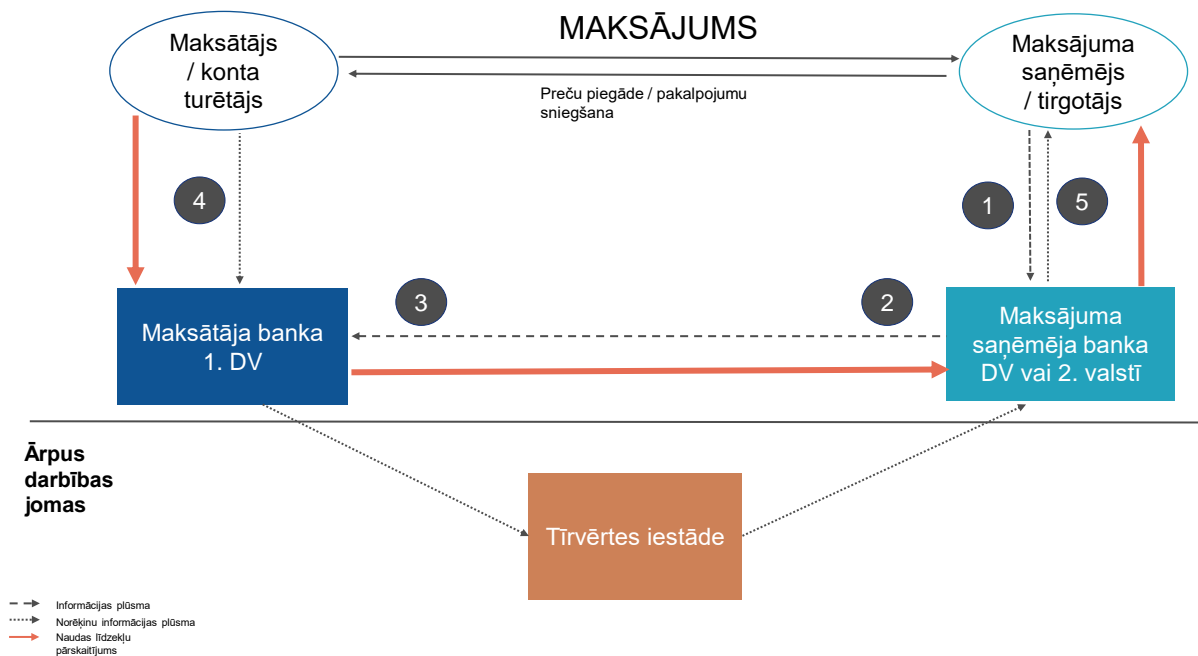 MAKSĀJUMS
Maksātājs
/ konta
turētājs
Maksājuma
saņēmējs
/ tirgotājs
Preču piegāde / pakalpojumu
sniegšana
4
1
5
3
2
Maksātāja banka
1. DV
Maksājuma
saņēmēja banka
DV vai 2. valstī
Ārpus
darbības
jomas
Tīrvērtes iestāde
Informācijas plūsma
Norēķinu informācijas plūsma
Naudas līdzekļu
pārskaitījums